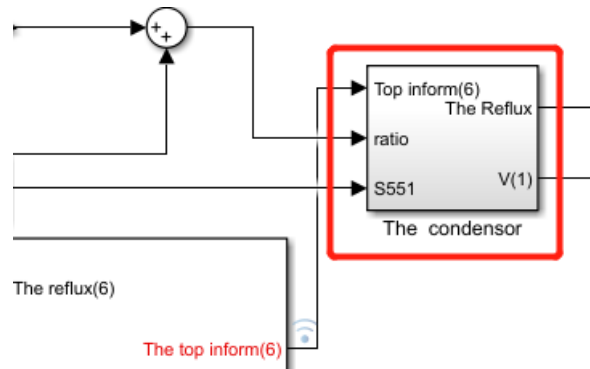 +
+
Top inform(6)
The Reflux
ratio
S551
V(1)
The condensor
The reflux(6)
The top inform(6)